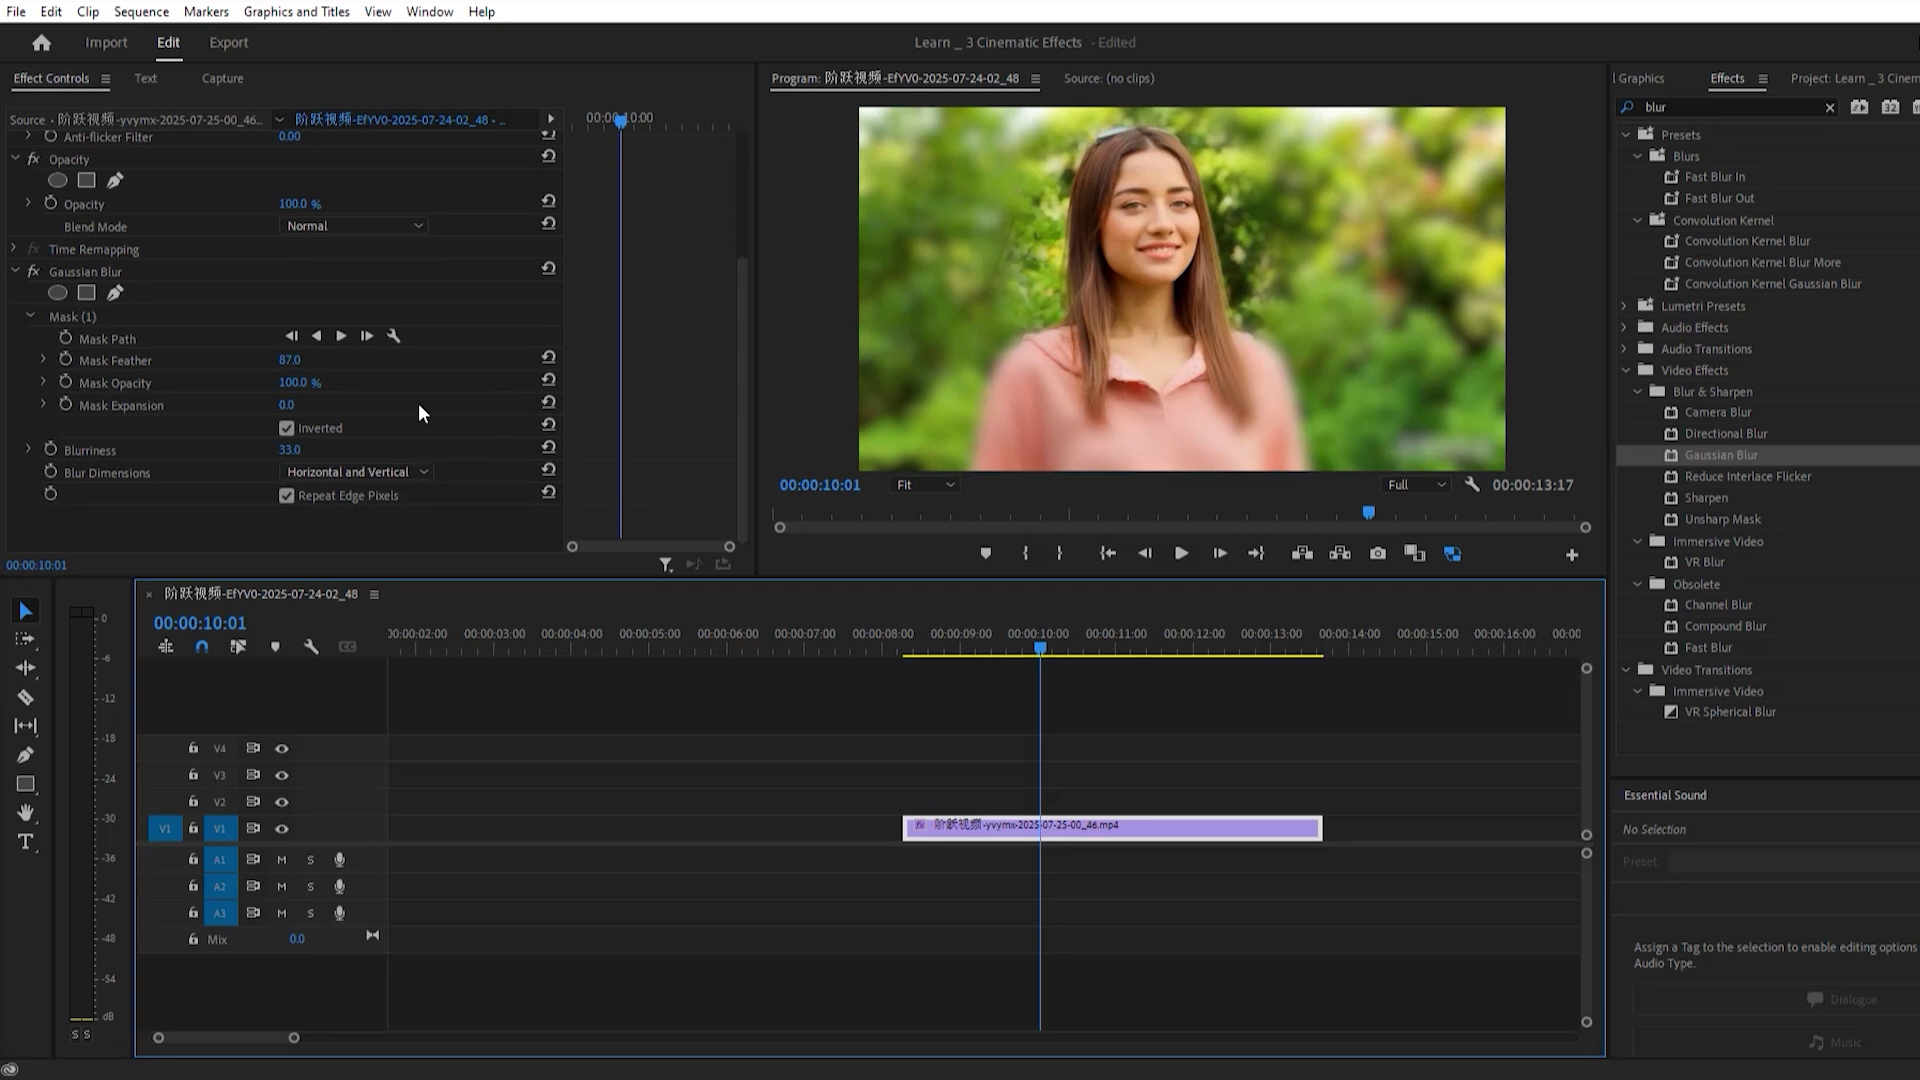 File Edit Clip Sequence Markers Graphics and Titles View Window Help
Import Edit Export
Learn _ 3 Cinematic Effects - Edited
Effect Controls Text Capture
Source · 阶跃视频-yvymx-2025-07-25-00_46... 阶跃视频-EfYV0-2025-07-24-02_48 · ...
Anti-flicker Filter 0.00
fx Opacity
Opacity 100.0 %
Blend Mode Normal
fx Time Remapping
fx Gaussian Blur
Mask (1)
Mask Path
Mask Feather 87.0
Mask Opacity 100.0 %
Mask Expansion 0.0
Inverted
Blurriness 33.0
Blur Dimensions Horizontal and Vertical
Repeat Edge Pixels
00:00:10:01
Program: 阶跃视频-EfYV0-2025-07-24-02_48 Source: (no clips)
00:00:10:01 Fit Full 00:00:13:17
Graphics Effects Project: Learn _ 3 Cinem
blur
32
Presets
Blurs
Fast Blur In
Fast Blur Out
Convolution Kernel
Convolution Kernel Blur
Convolution Kernel Blur More
Convolution Kernel Gaussian Blur
Lumetri Presets
Audio Effects
Audio Transitions
Video Effects
Blur & Sharpen
Camera Blur
Directional Blur
Gaussian Blur
Reduce Interlace Flicker
Sharpen
Unsharp Mask
Immersive Video
VR Blur
Obsolete
Channel Blur
Compound Blur
Fast Blur
Video Transitions
Immersive Video
VR Spherical Blur
Essential Sound
No Selection
Preset:
Assign a Tag to the selection to enable editing options
Audio Type.
Dialogue
Music
0
-6
-12
-18
-24
-30
-36
-42
-48
-54
dB
S S
× 阶跃视频-EfYV0-2025-07-24-02_48
00:00:10:01
00:00:02:00 00:00:03:00 00:00:04:00 00:00:05:00 00:00:06:00 00:00:07:00 00:00:08:00 00:00:09:00 00:00:10:00 00:00:11:00 00:00:12:00 00:00:13:00 00:00:14:00 00:00:15:00 00:00:16:00 00:00
V4
V3
V2
V1 V1
fx 阶跃视频-yvymx-2025-07-25-00_46.mp4
A1 M S
A2 M S
A3 M S
Mix 0.0